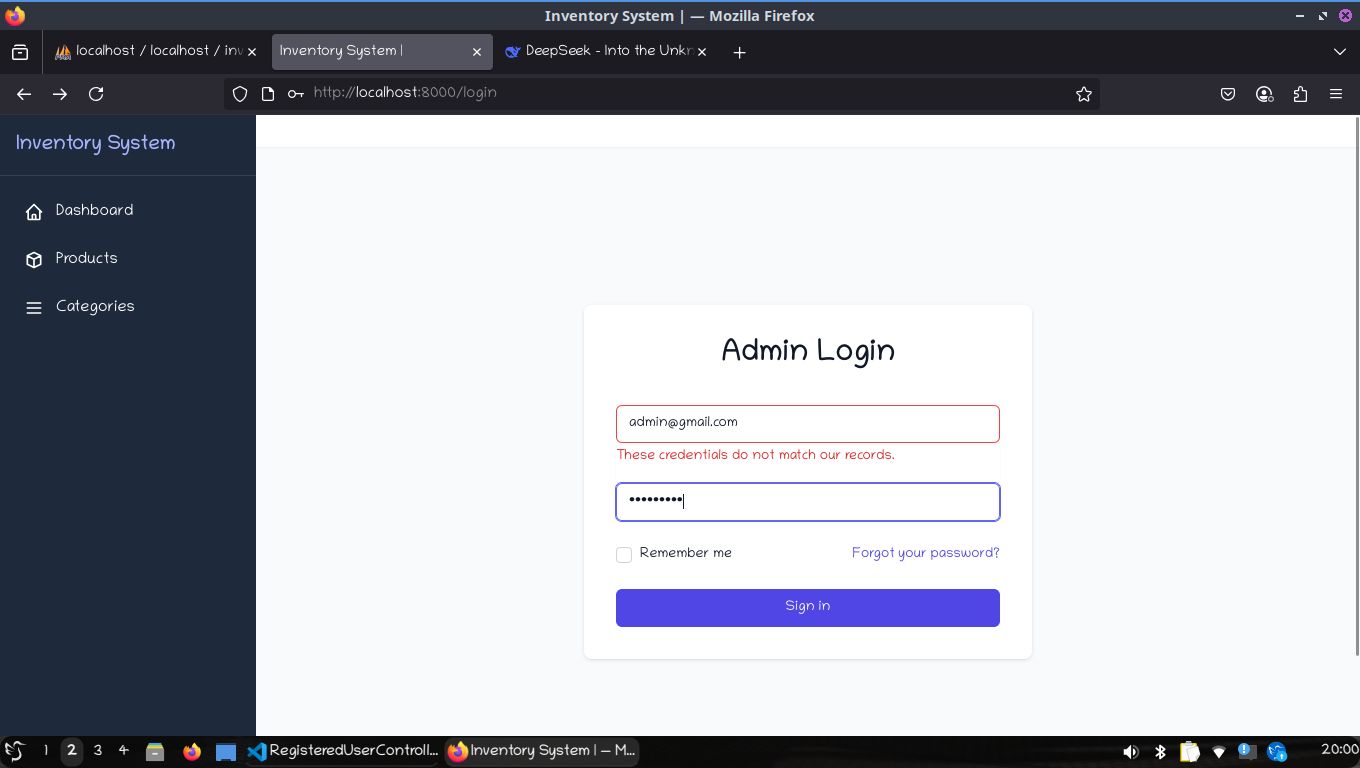 Inventory System | — Mozilla Firefox
localhost / localhost / inv
Inventory System |
DeepSeek - Into the Unkn
http://localhost:8000/login
Inventory System
Dashboard
Products
Categories
Admin Login
admin@gmail.com
These credentials do not match our records.
•••••••••
Remember me
Forgot your password?
Sign in
1 2 3 4 RegisteredUserControll... Inventory System | — M... 20:00